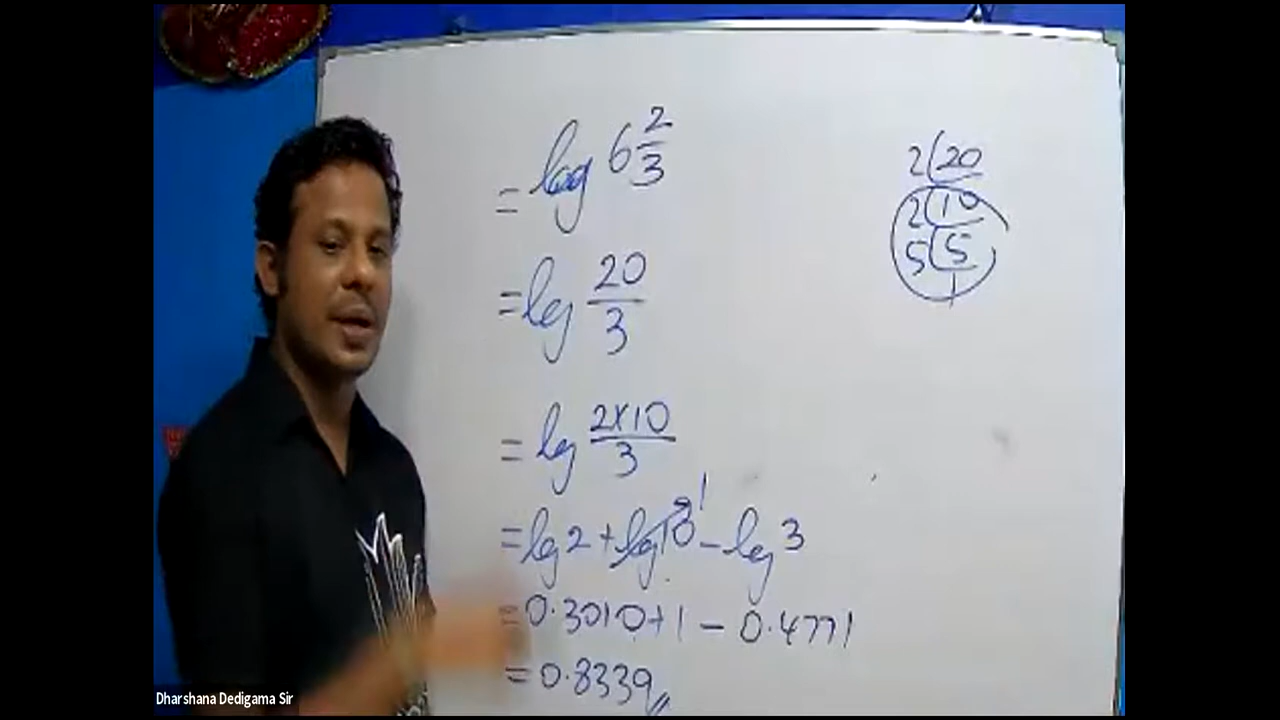 = log 6 2/3
= log 20/3
= log 2×10/3
= log 2 + log 10 1 - log 3
= 0.3010 + 1 - 0.4771
= 0.8339
2 20
2 10
5 5
1
Dharshana Dedigama Sir